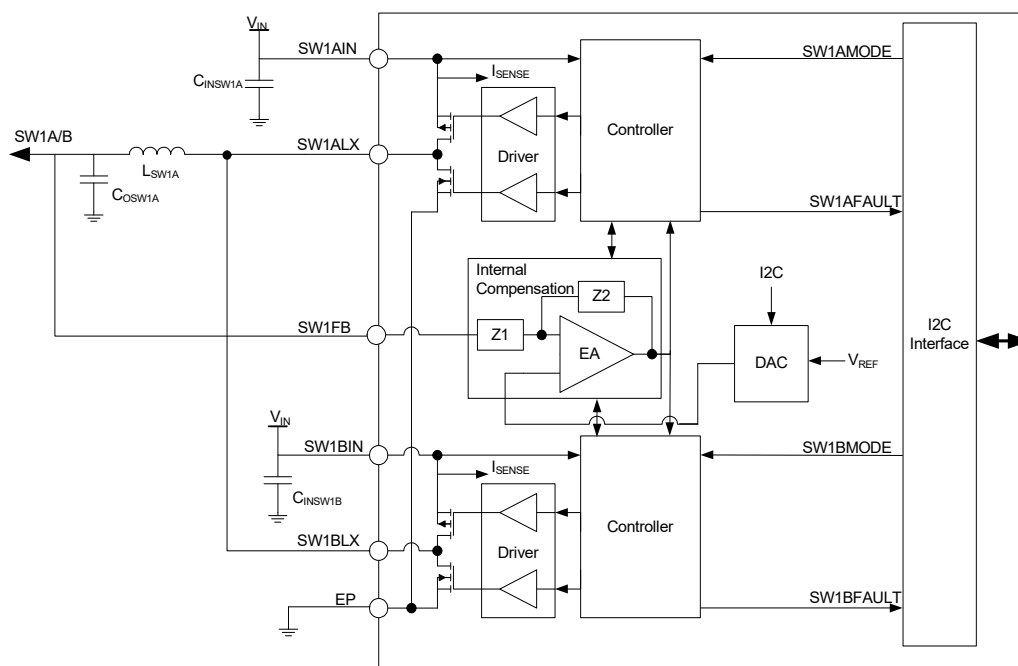 VIN
SW1AIN
SW1AMODE
ISENSE
CINSW1A
Controller
SW1A/B
SW1ALX
Driver
LSW1A
COSW1A
SW1AFAULT
Internal
Compensation
Z2
I2C
SW1FB
Z1
EA
DAC
VREF
I2C
Interface
VIN
SW1BIN
SW1BMODE
ISENSE
CINSW1B
Controller
SW1BLX
Driver
EP
SW1BFAULT